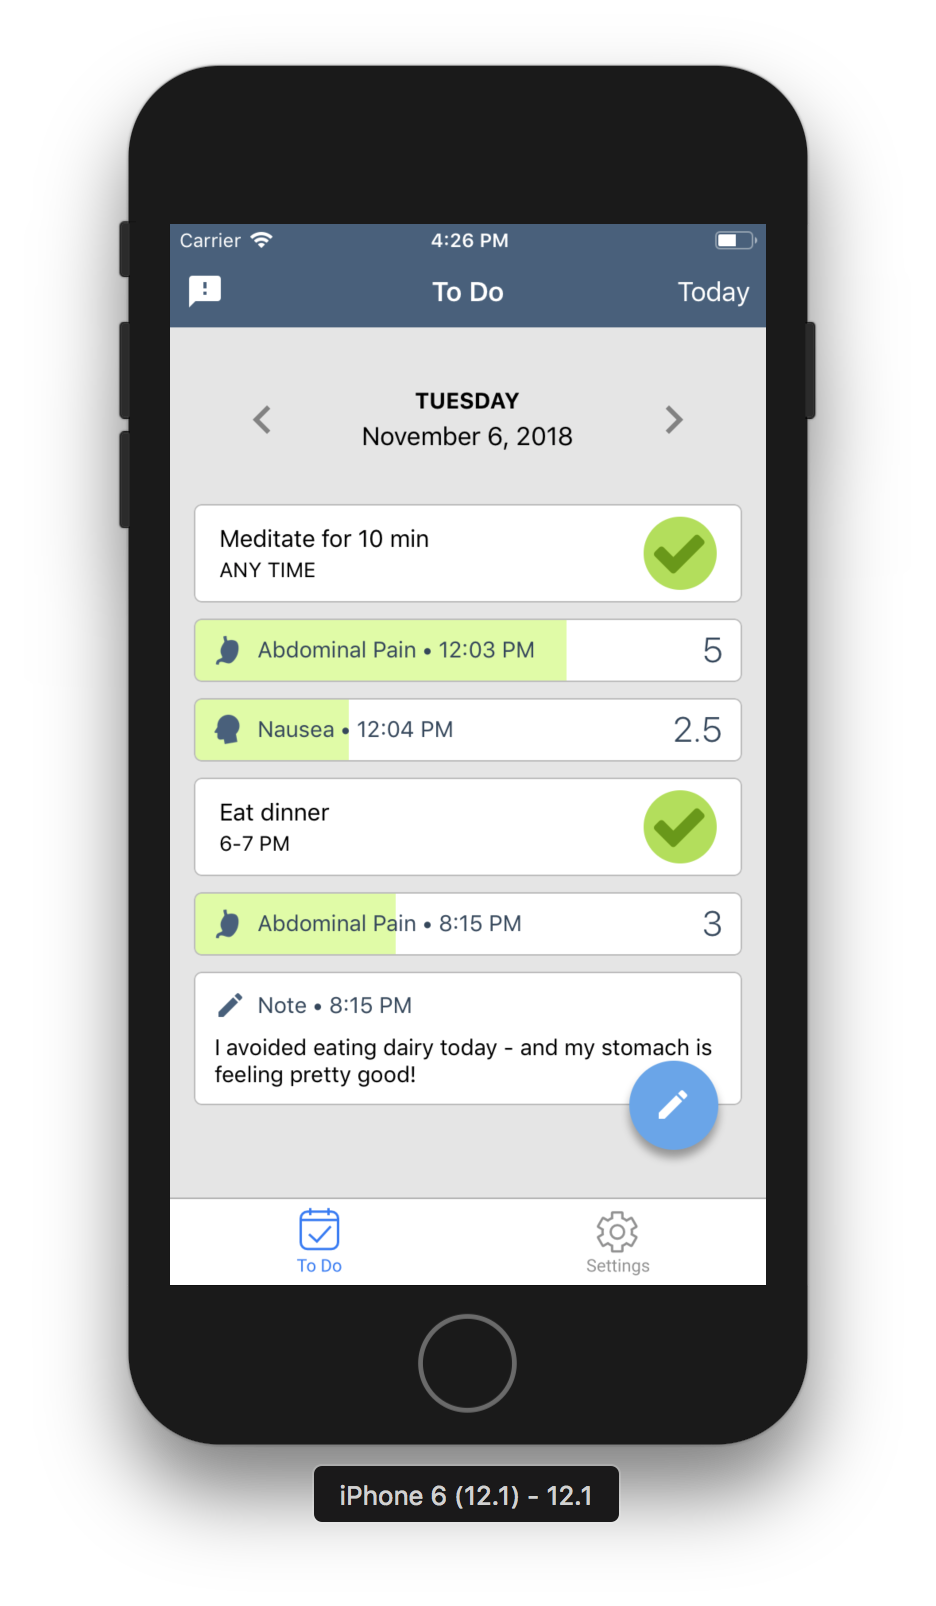 Carrier 4:26 PM
To Do Today
TUESDAY
November 6, 2018
Meditate for 10 min
ANY TIME
Abdominal Pain • 12:03 PM 5
Nausea • 12:04 PM 2.5
Eat dinner
6-7 PM
Abdominal Pain • 8:15 PM 3
Note • 8:15 PM
I avoided eating dairy today - and my stomach is
feeling pretty good!
To Do Settings
iPhone 6 (12.1) - 12.1